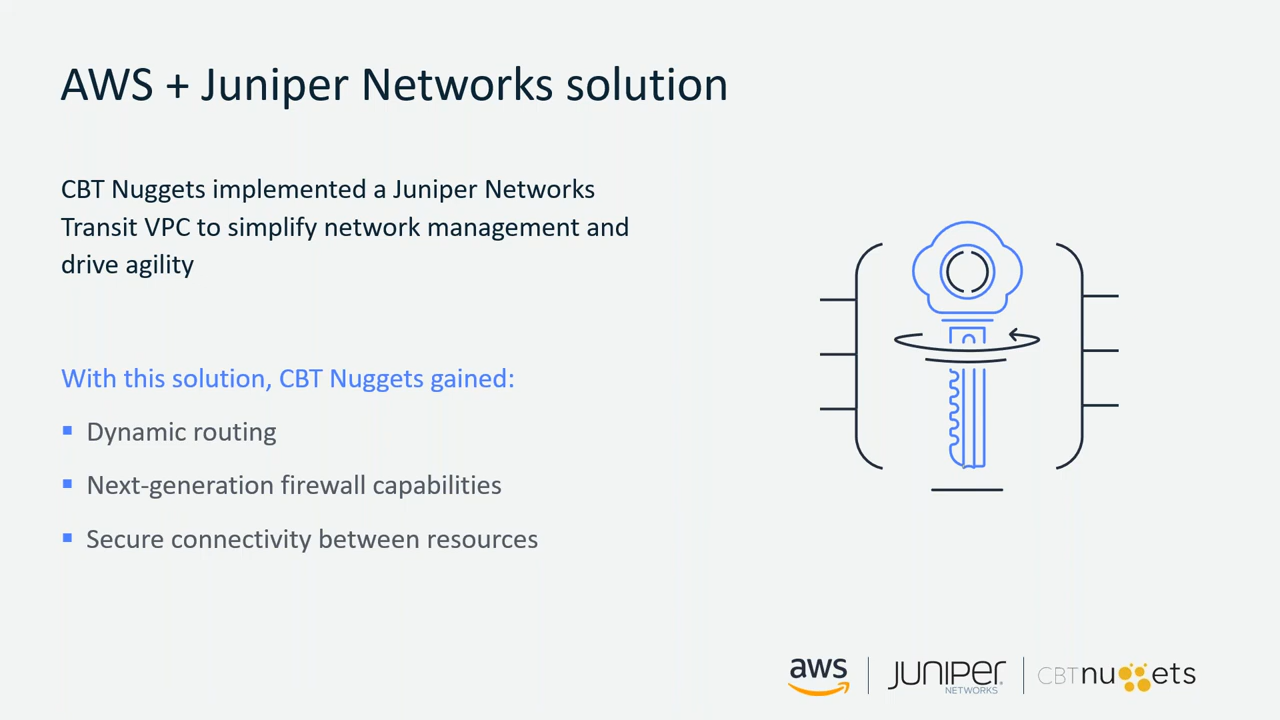 AWS + Juniper Networks solution
CBT Nuggets implemented a Juniper Networks
Transit VPC to simplify network management and
drive agility
With this solution, CBT Nuggets gained:
▪ Dynamic routing
▪ Next-generation firewall capabilities
▪ Secure connectivity between resources
aws
JUNIPER
NETWORKS
CBTnuggets